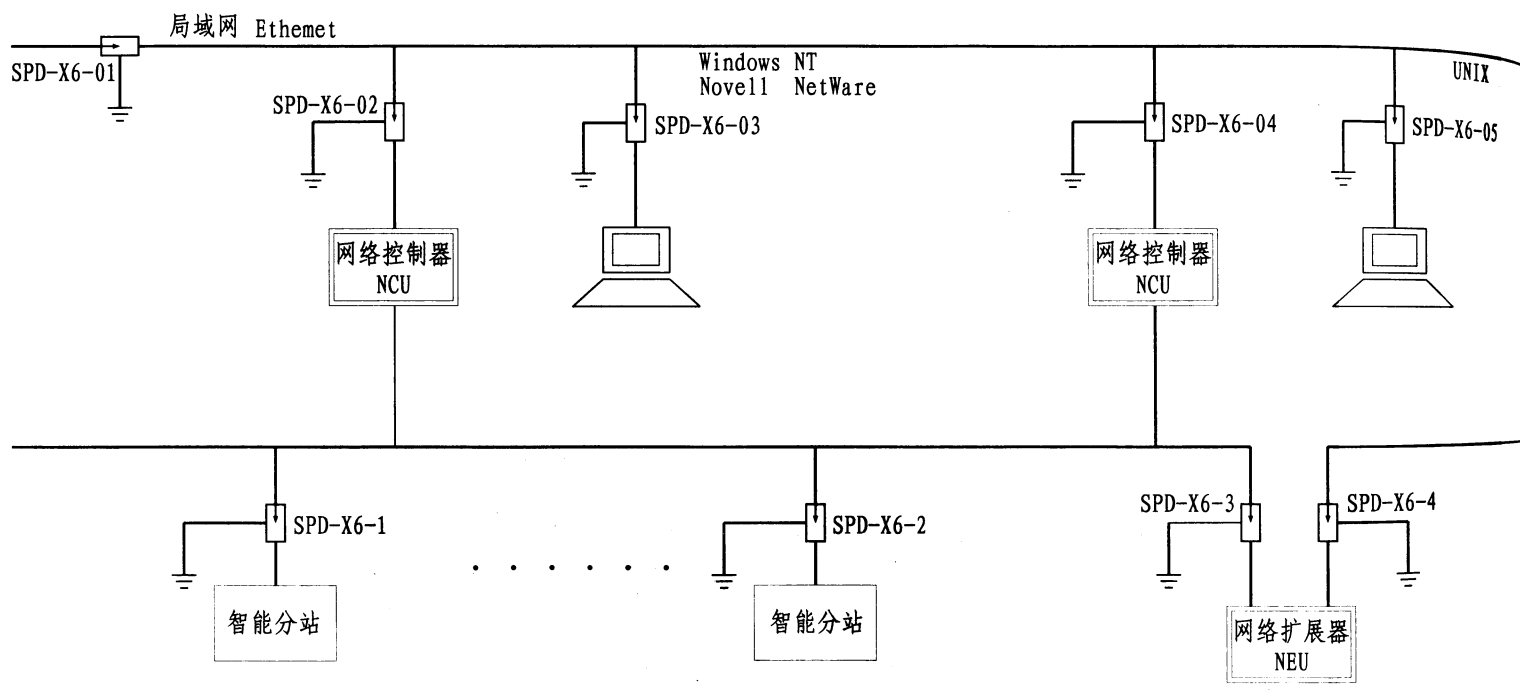 局域网 Ethemet
SPD-X6-01
Windows NT
Novell NetWare
UNIX
SPD-X6-02
SPD-X6-03
SPD-X6-04
SPD-X6-05
网络控制器
NCU
网络控制器
NCU
SPD-X6-1
SPD-X6-2
SPD-X6-3
SPD-X6-4
智能分站
智能分站
网络扩展器
NEU